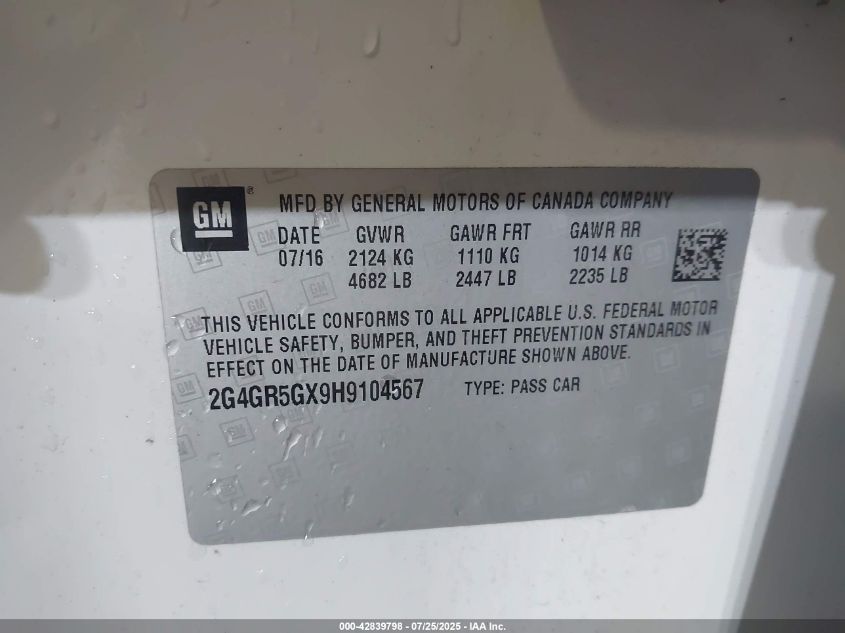 GM ®
MFD BY GENERAL MOTORS OF CANADA COMPANY
DATE GVWR GAWR FRT GAWR RR
07/16 2124 KG 1110 KG 1014 KG
4682 LB 2447 LB 2235 LB
THIS VEHICLE CONFORMS TO ALL APPLICABLE U.S. FEDERAL MOTOR
VEHICLE SAFETY, BUMPER, AND THEFT PREVENTION STANDARDS IN
EFFECT ON THE DATE OF MANUFACTURE SHOWN ABOVE.
2G4GR5GX9H9104567 TYPE: PASS CAR
000-42839798 - 07/25/2025 - IAA Inc.